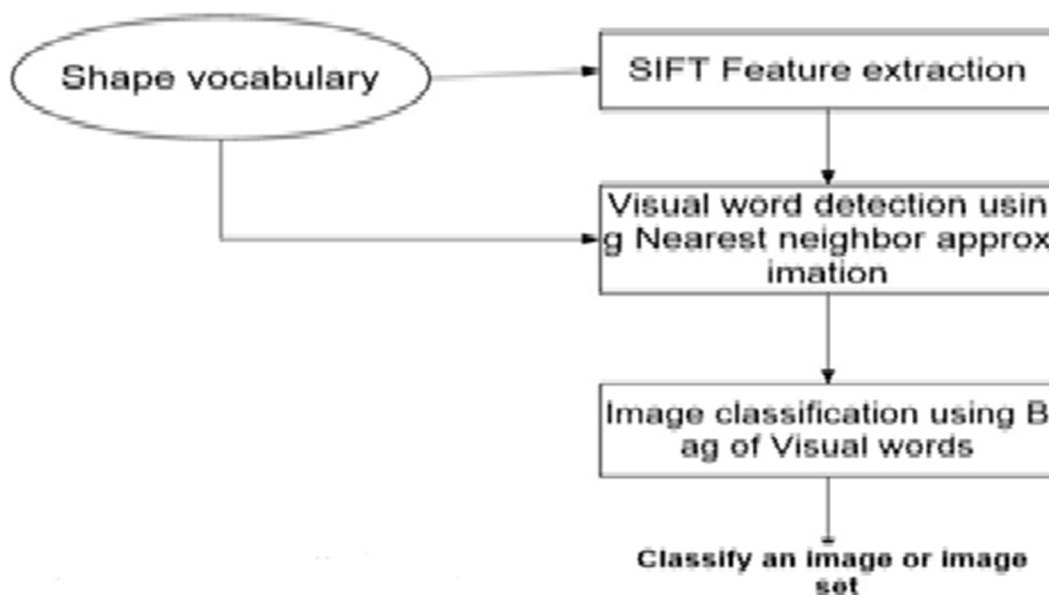 Shape vocabulary
SIFT Feature extraction
Visual word detection usin
g Nearest neighbor approx
imation
Image classification using B
ag of Visual words
Classify an image or image
set